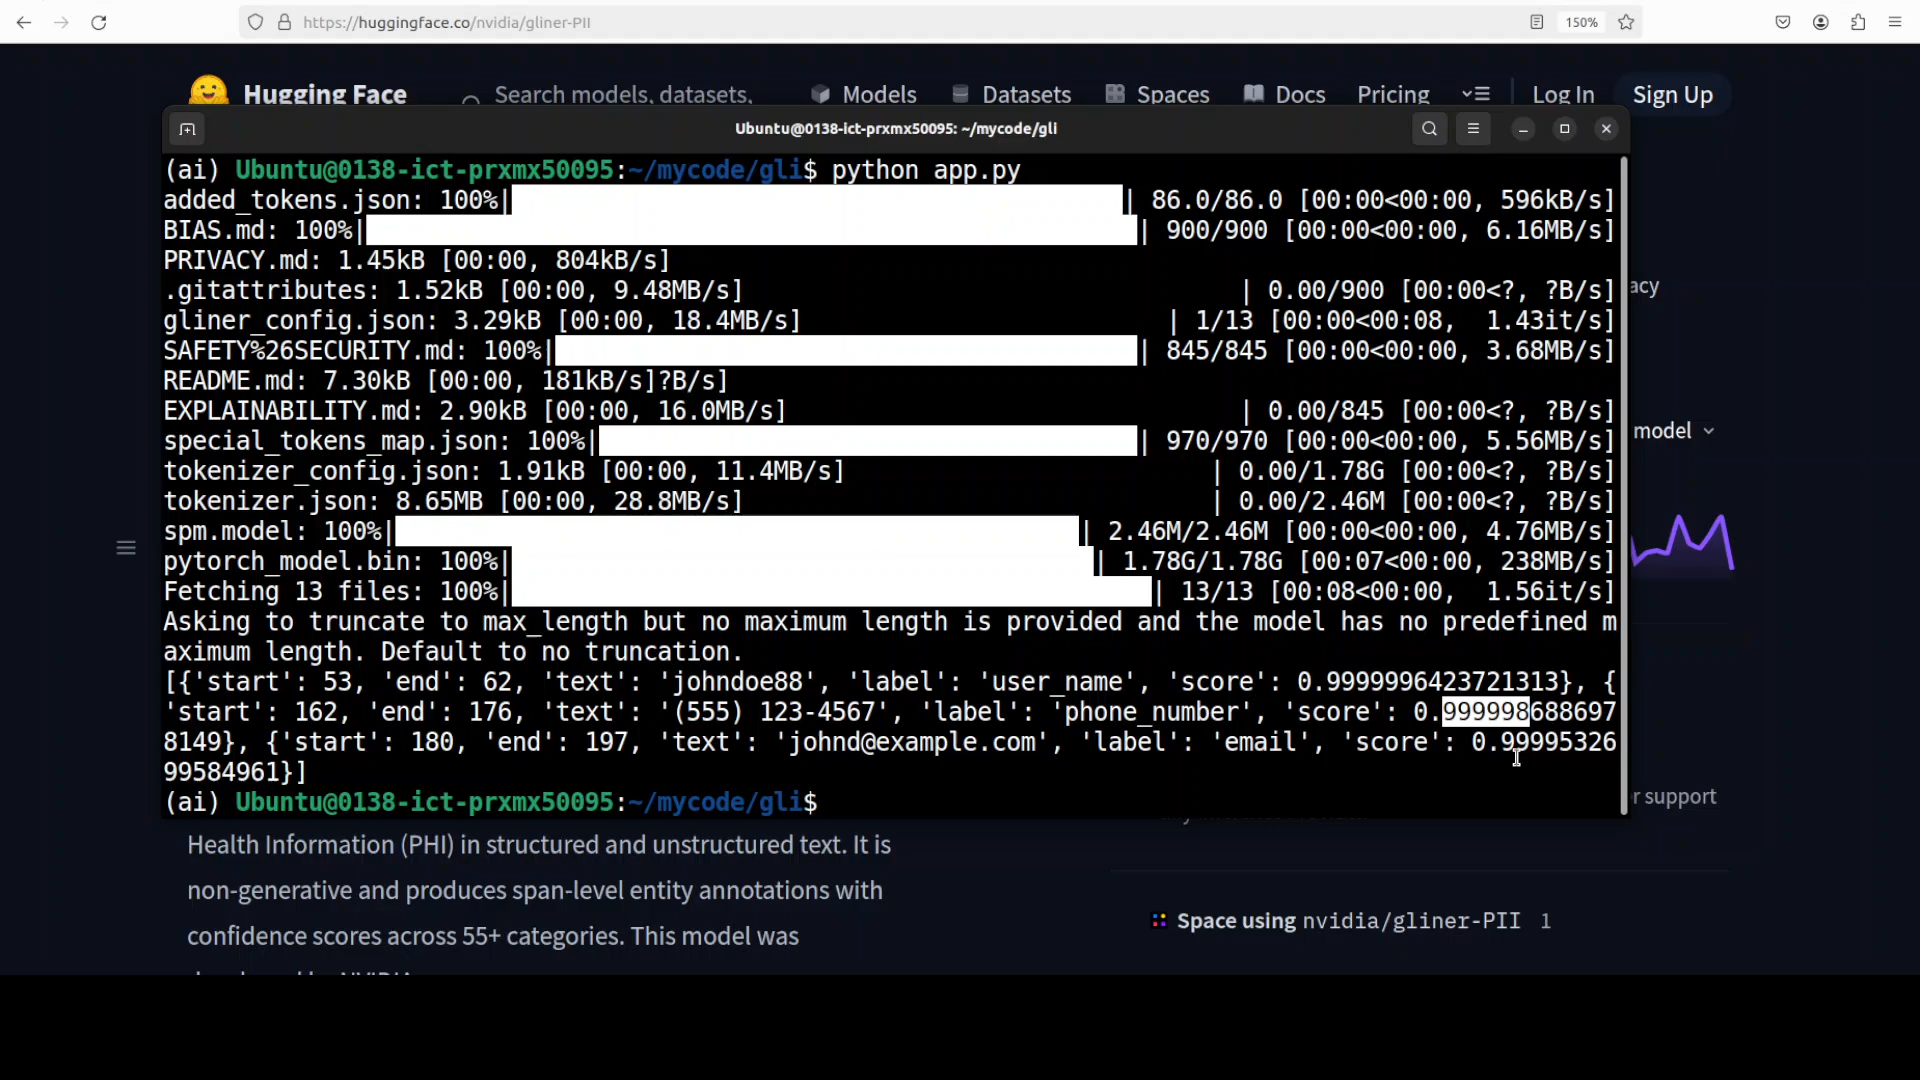 https://huggingface.co/nvidia/gliner-PII
150%
Hugging Face
Search models, datasets,
Models
Datasets
Spaces
Docs
Pricing
Log In
Sign Up
Ubuntu@0138-ict-prxmx50095: ~/mycode/gli
(ai) Ubuntu@0138-ict-prxmx50095:~/mycode/gli$ python app.py
added_tokens.json: 100%| | 86.0/86.0 [00:00<00:00, 596kB/s]
BIAS.md: 100%| | 900/900 [00:00<00:00, 6.16MB/s]
PRIVACY.md: 1.45kB [00:00, 804kB/s]
.gitattributes: 1.52kB [00:00, 9.48MB/s] | 0.00/900 [00:00<?, ?B/s]
gliner_config.json: 3.29kB [00:00, 18.4MB/s] | 1/13 [00:00<00:08, 1.43it/s]
SAFETY%26SECURITY.md: 100%| | 845/845 [00:00<00:00, 3.68MB/s]
README.md: 7.30kB [00:00, 181kB/s]?B/s]
EXPLAINABILITY.md: 2.90kB [00:00, 16.0MB/s] | 0.00/845 [00:00<?, ?B/s]
special_tokens_map.json: 100%| | 970/970 [00:00<00:00, 5.56MB/s]
tokenizer_config.json: 1.91kB [00:00, 11.4MB/s] | 0.00/1.78G [00:00<?, ?B/s]
tokenizer.json: 8.65MB [00:00, 28.8MB/s] | 0.00/2.46M [00:00<?, ?B/s]
spm.model: 100%| | 2.46M/2.46M [00:00<00:00, 4.76MB/s]
pytorch_model.bin: 100%| | 1.78G/1.78G [00:07<00:00, 238MB/s]
Fetching 13 files: 100%| | 13/13 [00:08<00:00, 1.56it/s]
Asking to truncate to max_length but no maximum length is provided and the model has no predefined m
aximum length. Default to no truncation.
[{'start': 53, 'end': 62, 'text': 'johndoe88', 'label': 'user_name', 'score': 0.9999996423721313}, {
'start': 162, 'end': 176, 'text': '(555) 123-4567', 'label': 'phone_number', 'score': 0.999998688697
8149}, {'start': 180, 'end': 197, 'text': 'johnd@example.com', 'label': 'email', 'score': 0.99995326
99584961}]
(ai) Ubuntu@0138-ict-prxmx50095:~/mycode/gli$
acy
model
r support
Health Information (PHI) in structured and unstructured text. It is
non-generative and produces span-level entity annotations with
confidence scores across 55+ categories. This model was
Space using nvidia/gliner-PII 1